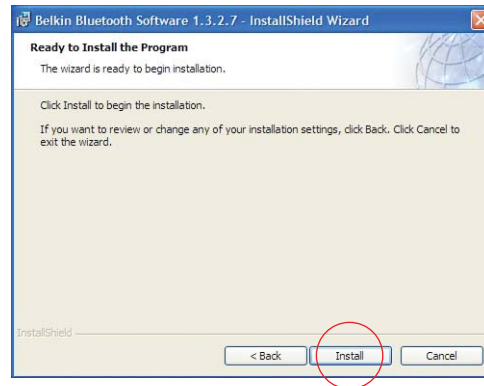 Belkin Bluetooth Software 1.3.2.7 - InstallShield Wizard
Ready to Install the Program
The wizard is ready to begin installation.
Click Install to begin the installation.
If you want to review or change any of your installation settings, click Back. Click Cancel to
exit the wizard.
InstallShield
< Back Install Cancel